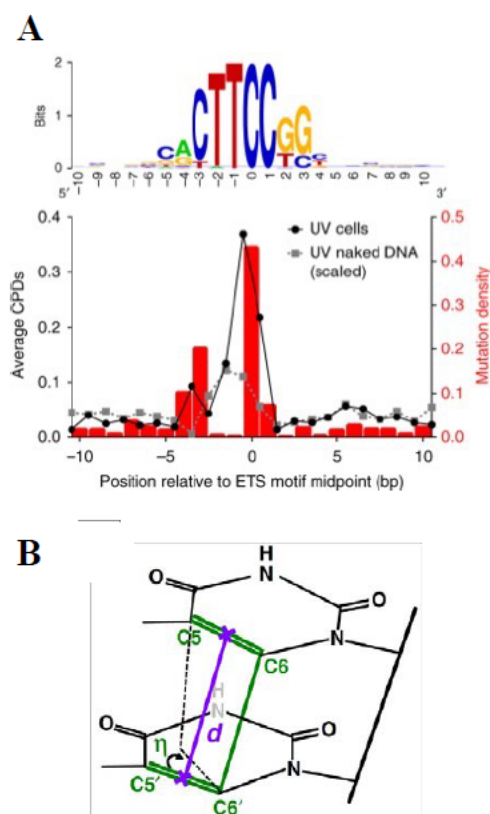 A
Bits
2
1
0
CACTTCCGG
-10 -9 -8 -7 -6 -5 -4 -3 -2 -1 0 1 2 3 4 5 6 7 8 9 10
5' 3'
UV cells
UV naked DNA
(scaled)
Average CPDs
0.4
0.3
0.2
0.1
0.0
Mutation density
0.5
0.4
0.3
0.2
0.1
0.0
−10 −5 0 5 10
Position relative to ETS motif midpoint (bp)
B
H
N
O
O
C5
C6
N
H
N
O
O
η
d
N
C5'
C6'